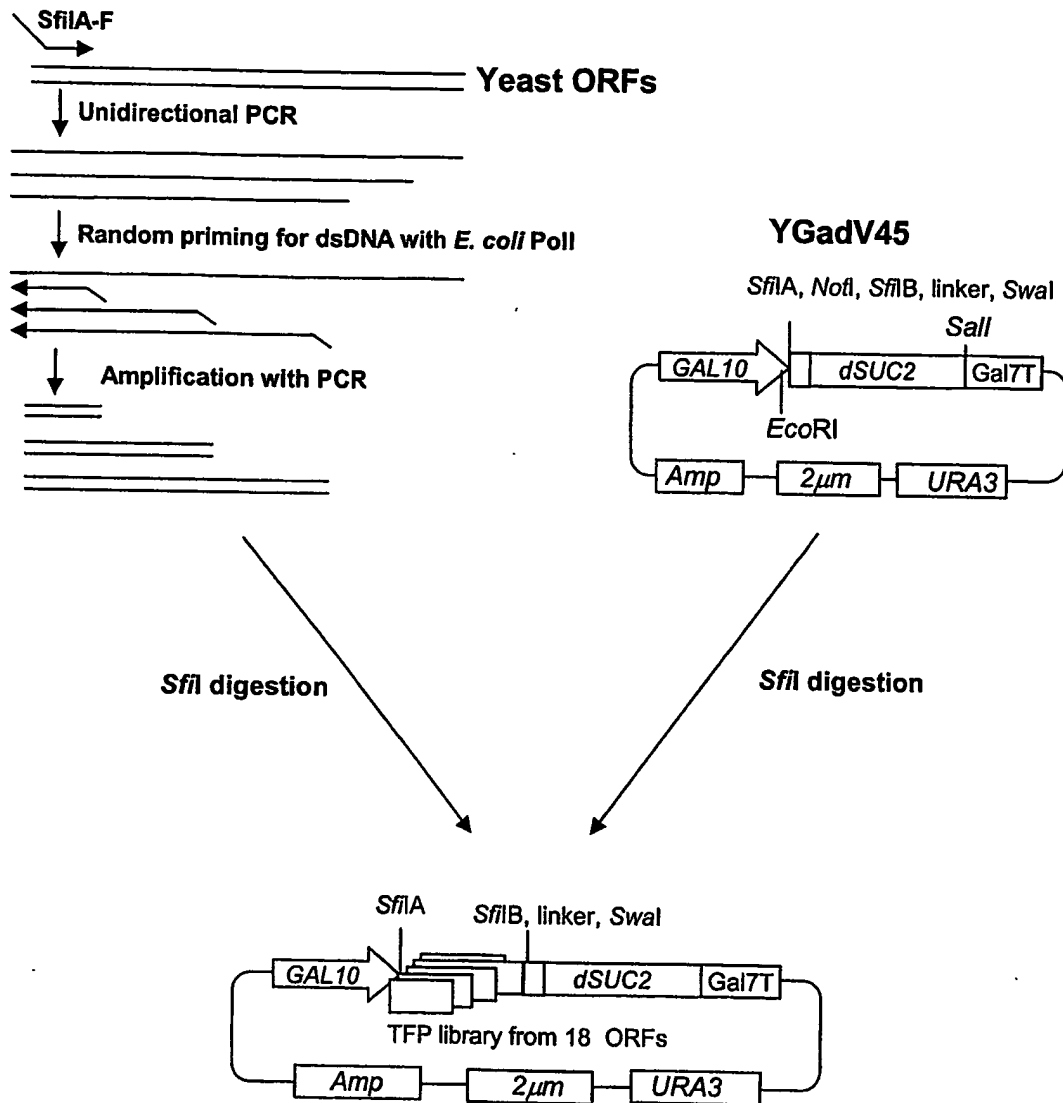 SfilA-F
Yeast ORFs
Unidirectional PCR
Random priming for dsDNA with E. coli PolI
Amplification with PCR
YGadV45
SfiIA, NotI, SfiIB, linker, SwaI
SalI
GAL10
dSUC2
Gal7T
EcoRI
Amp
2μm
URA3
SfiI digestion
SfiI digestion
SfiIA
SfiIB, linker, SwaI
GAL10
dSUC2
Gal7T
TFP library from 18 ORFs
Amp
2μm
URA3